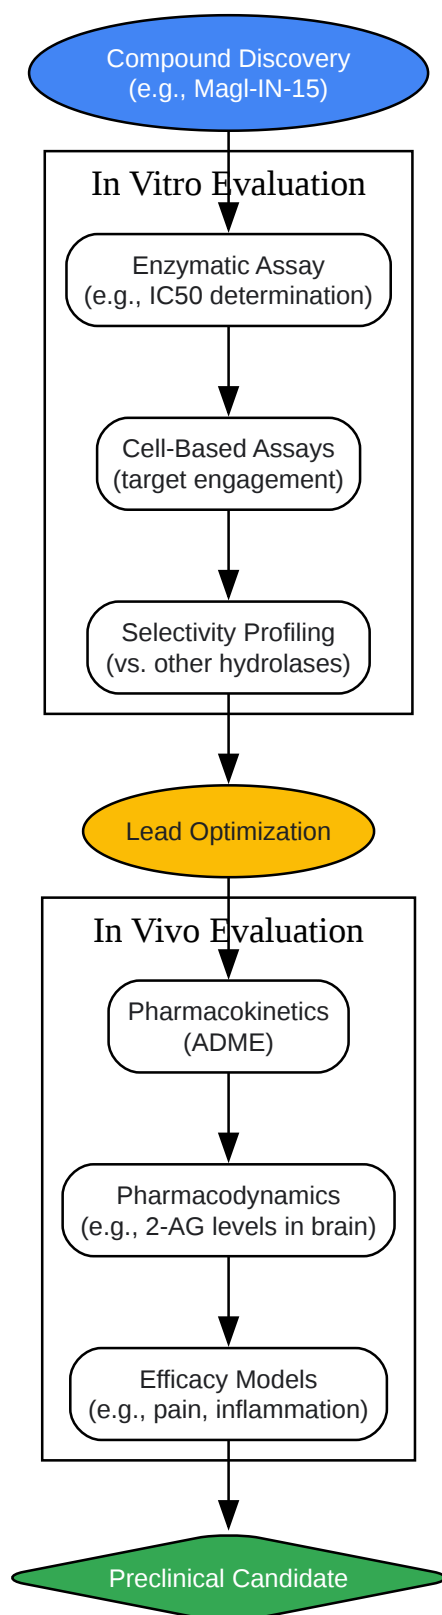 Compound Discovery
(e.g., Magl-IN-15)
In Vitro Evaluation
Enzymatic Assay
(e.g., IC50 determination)
Cell-Based Assays
(target engagement)
Selectivity Profiling
(vs. other hydrolases)
Lead Optimization
In Vivo Evaluation
Pharmacokinetics
(ADME)
Pharmacodynamics
(e.g., 2-AG levels in brain)
Efficacy Models
(e.g., pain, inflammation)
Preclinical Candidate